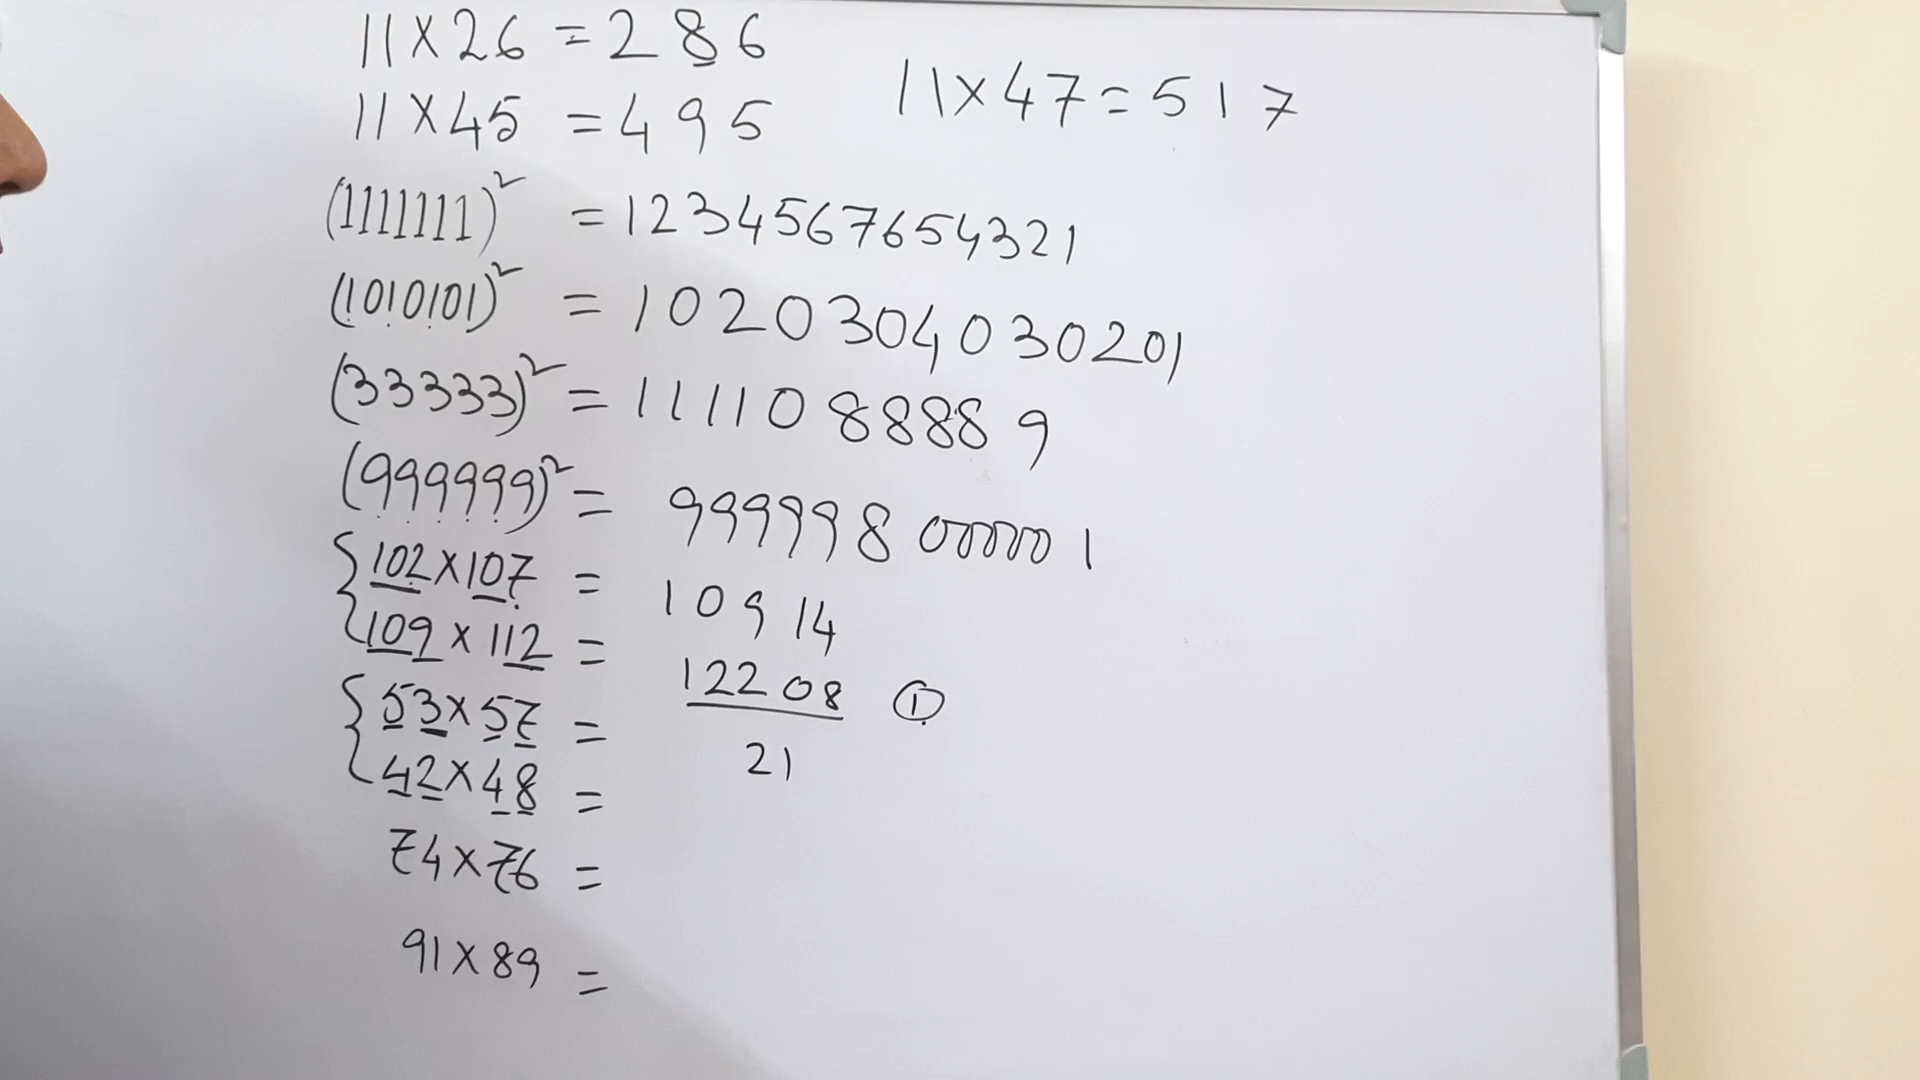 11×26 = 286
11×45 = 495
11×47 = 517
(1111111)² = 1234567654321
(1010101)² = 1020304030201
(33333)² = 1111088889
(999999)² = 999998000001
102×107 = 10914
109×112 = 12208 ①
53×57 = 21
42×48 =
74×76 =
91×89 =